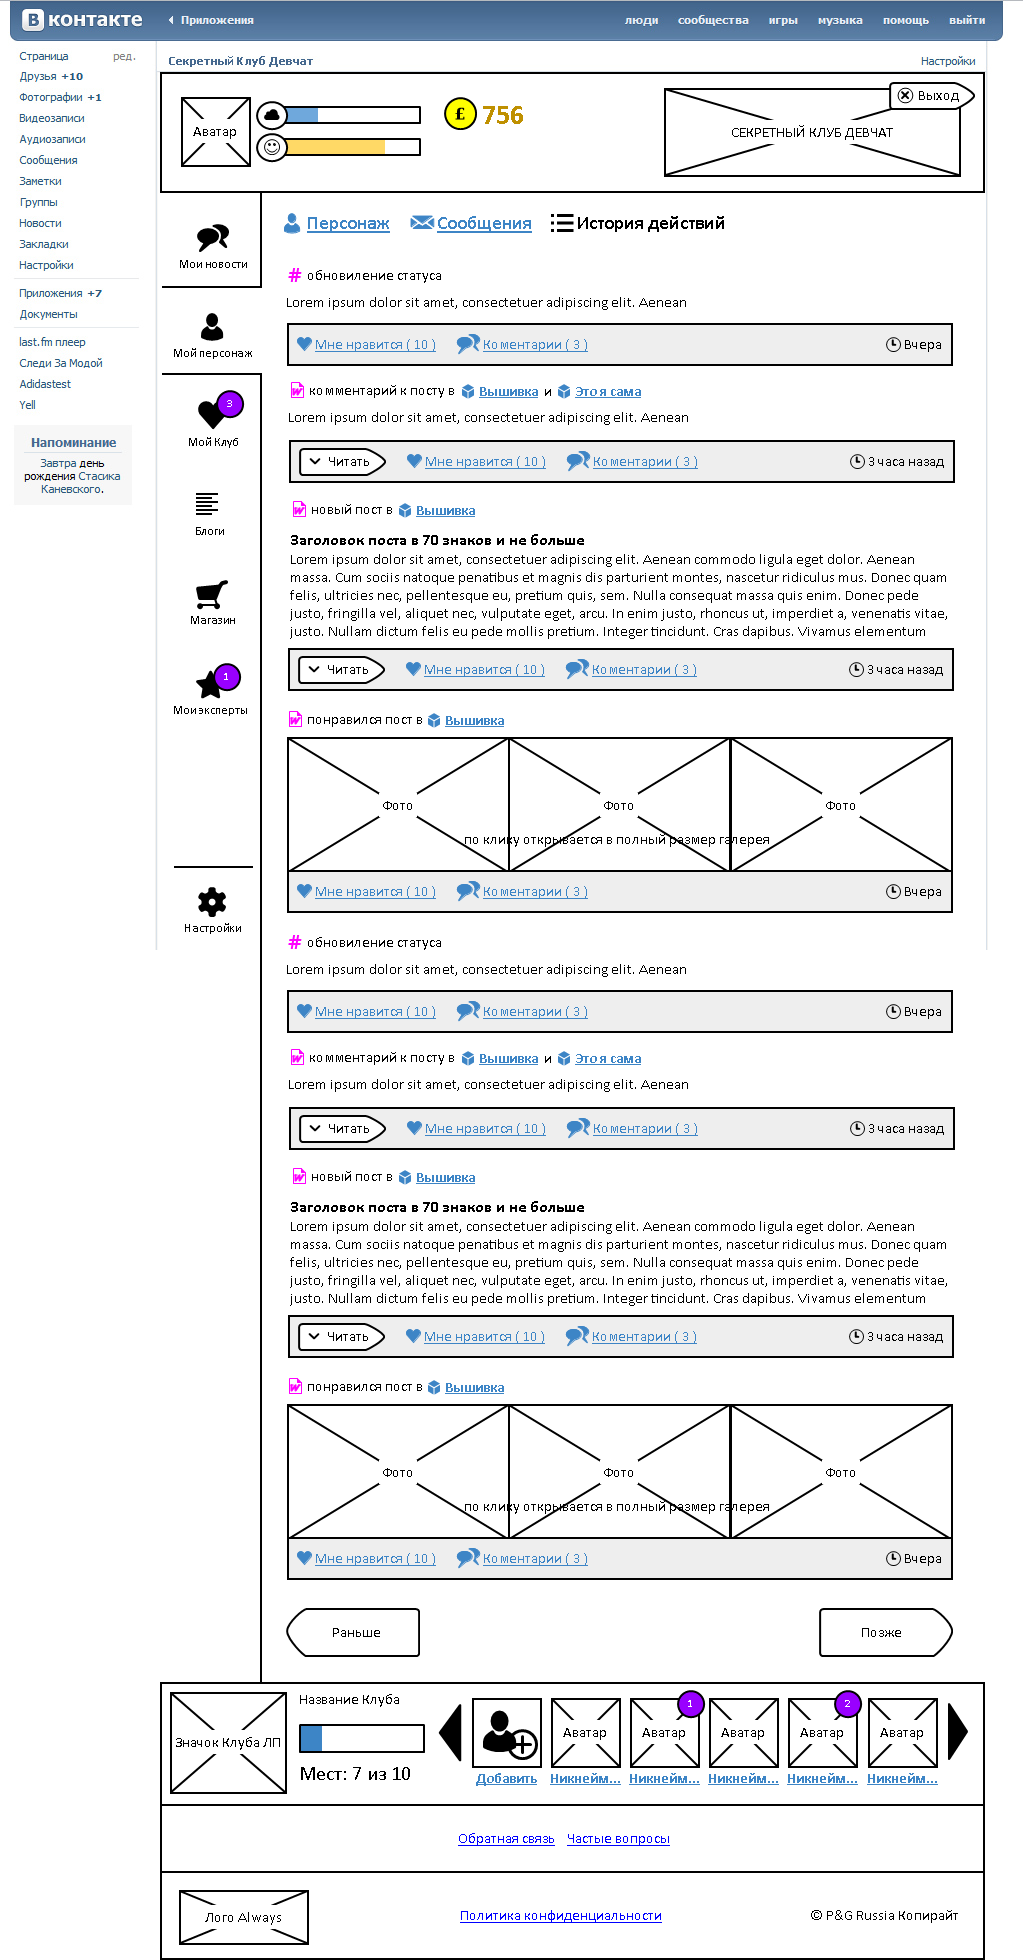 В контакте
Приложения
люди сообщества игры музыка помощь выйти
Страница ред.
Друзья +10
Фотографии +1
Видеозаписи
Аудиозаписи
Сообщения
Заметки
Группы
Новости
Закладки
Настройки
Приложения +7
Документы
last.fm плеер
Следи За Модой
Adidastest
Yell
Напоминание
Завтра день
рождения Стасика
Каневского.
Секретный Клуб Девчат
Настройки
Аватар
£ 756
Выход
СЕКРЕТНЫЙ КЛУБ ДЕВЧАТ
Мои новости
Мой персонаж
3
Мой Клуб
Блоги
Магазин
1
Мои эксперты
Настройки
Персонаж Сообщения История действий
# обновиление статуса
Lorem ipsum dolor sit amet, consectetuer adipiscing elit. Aenean
Мне нравится ( 10 ) Коментарии ( 3 ) Вчера
комментарий к посту в Вышивка и Это я сама
Lorem ipsum dolor sit amet, consectetuer adipiscing elit. Aenean
Читать Мне нравится ( 10 ) Коментарии ( 3 ) 3 часа назад
новый пост в Вышивка
Заголовок поста в 70 знаков и не больше
Lorem ipsum dolor sit amet, consectetuer adipiscing elit. Aenean commodo ligula eget dolor. Aenean
massa. Cum sociis natoque penatibus et magnis dis parturient montes, nascetur ridiculus mus. Donec quam
felis, ultricies nec, pellentesque eu, pretium quis, sem. Nulla consequat massa quis enim. Donec pede
justo, fringilla vel, aliquet nec, vulputate eget, arcu. In enim justo, rhoncus ut, imperdiet a, venenatis vitae,
justo. Nullam dictum felis eu pede mollis pretium. Integer tincidunt. Cras dapibus. Vivamus elementum
Читать Мне нравится ( 10 ) Коментарии ( 3 ) 3 часа назад
понравился пост в Вышивка
Фото Фото Фото
по клику открывается в полный размер галерея
Мне нравится ( 10 ) Коментарии ( 3 ) Вчера
# обновиление статуса
Lorem ipsum dolor sit amet, consectetuer adipiscing elit. Aenean
Мне нравится ( 10 ) Коментарии ( 3 ) Вчера
комментарий к посту в Вышивка и Это я сама
Lorem ipsum dolor sit amet, consectetuer adipiscing elit. Aenean
Читать Мне нравится ( 10 ) Коментарии ( 3 ) 3 часа назад
новый пост в Вышивка
Заголовок поста в 70 знаков и не больше
Lorem ipsum dolor sit amet, consectetuer adipiscing elit. Aenean commodo ligula eget dolor. Aenean
massa. Cum sociis natoque penatibus et magnis dis parturient montes, nascetur ridiculus mus. Donec quam
felis, ultricies nec, pellentesque eu, pretium quis, sem. Nulla consequat massa quis enim. Donec pede
justo, fringilla vel, aliquet nec, vulputate eget, arcu. In enim justo, rhoncus ut, imperdiet a, venenatis vitae,
justo. Nullam dictum felis eu pede mollis pretium. Integer tincidunt. Cras dapibus. Vivamus elementum
Читать Мне нравится ( 10 ) Коментарии ( 3 ) 3 часа назад
понравился пост в Вышивка
Фото Фото Фото
по клику открывается в полный размер галерея
Мне нравится ( 10 ) Коментарии ( 3 ) Вчера
Раньше Позже
Значок Клуба ЛП
Название Клуба
Мест: 7 из 10
1 2
Аватар Аватар Аватар Аватар Аватар
Добавить Никнейм... Никнейм... Никнейм... Никнейм... Никнейм...
Обратная связь Частые вопросы
Лого Always
Политика конфиденциальности
© P&G Russia Копирайт